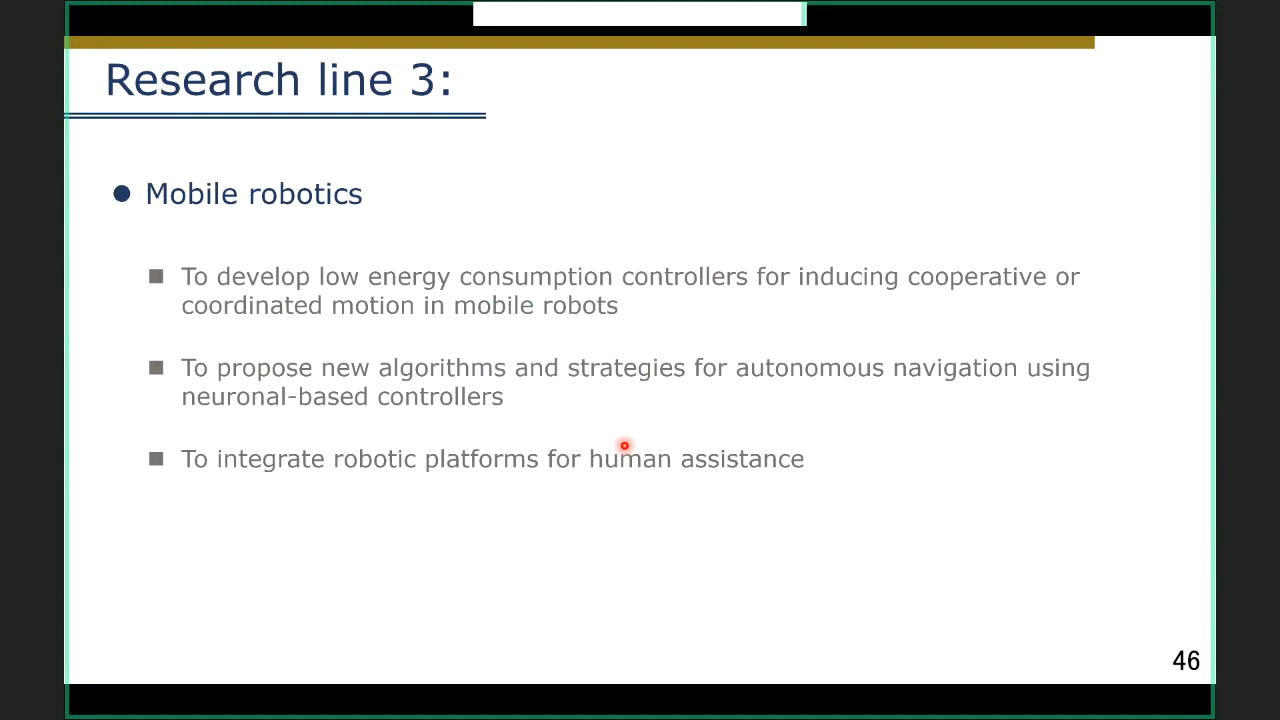 Research line 3:
Mobile robotics
To develop low energy consumption controllers for inducing cooperative or
coordinated motion in mobile robots
To propose new algorithms and strategies for autonomous navigation using
neuronal-based controllers
To integrate robotic platforms for human assistance
46